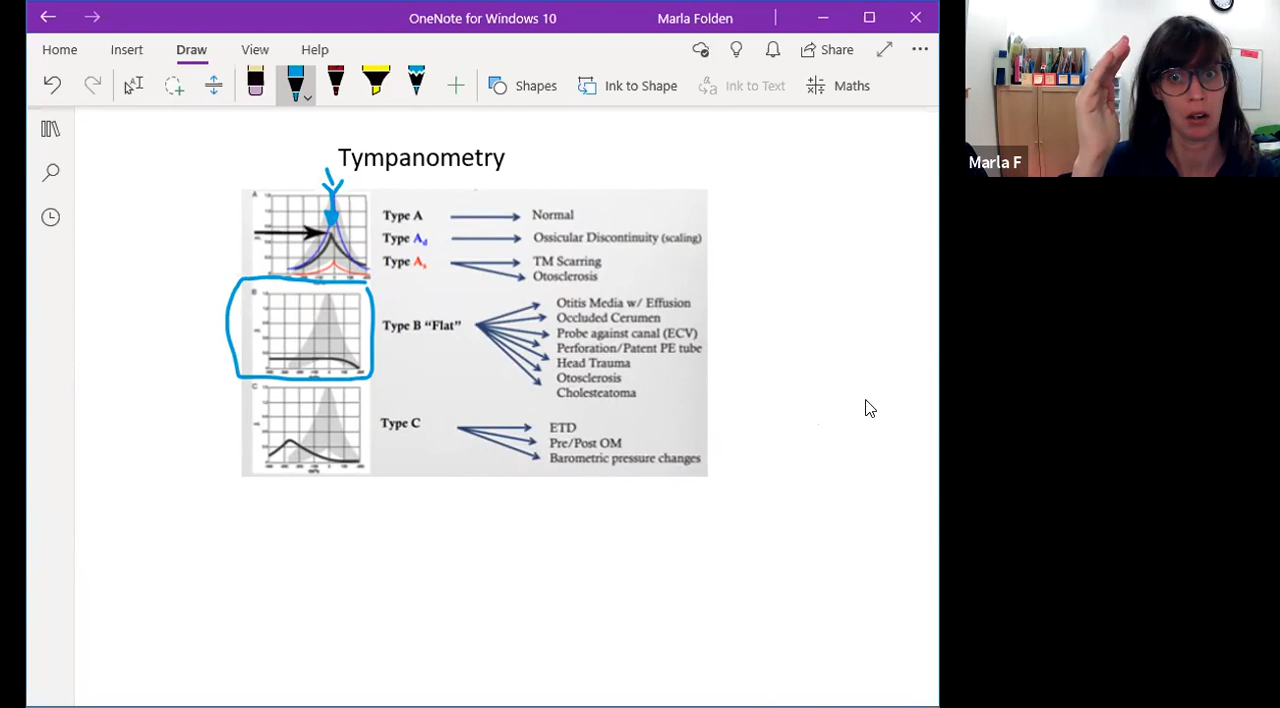 OneNote for Windows 10
Marla Folden
Home Insert Draw View Help
Share
Shapes Ink to Shape Ink to Text Maths
Marla F
Tympanometry
A
Type A Normal
Type Ad Ossicular Discontinuity (scaling)
Type As TM Scarring
Otosclerosis
B
Type B “Flat”
Otitis Media w/ Effusion
Occluded Cerumen
Probe against canal (ECV)
Perforation/Patent PE tube
Head Trauma
Otosclerosis
Cholesteatoma
C
Type C
ETD
Pre/Post OM
Barometric pressure changes